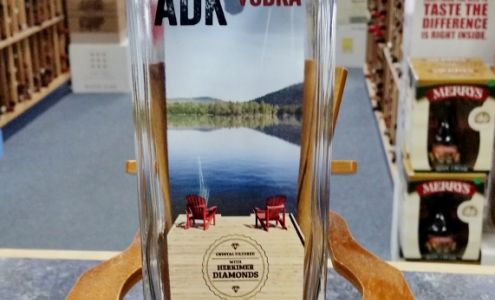 ADK
VODKA
CRYSTAL FILTERED
WITH
HERKIMER
DIAMONDS
TASTE THE
DIFFERENCE
IS RIGHT INSIDE.
MERRYS
MERRYS